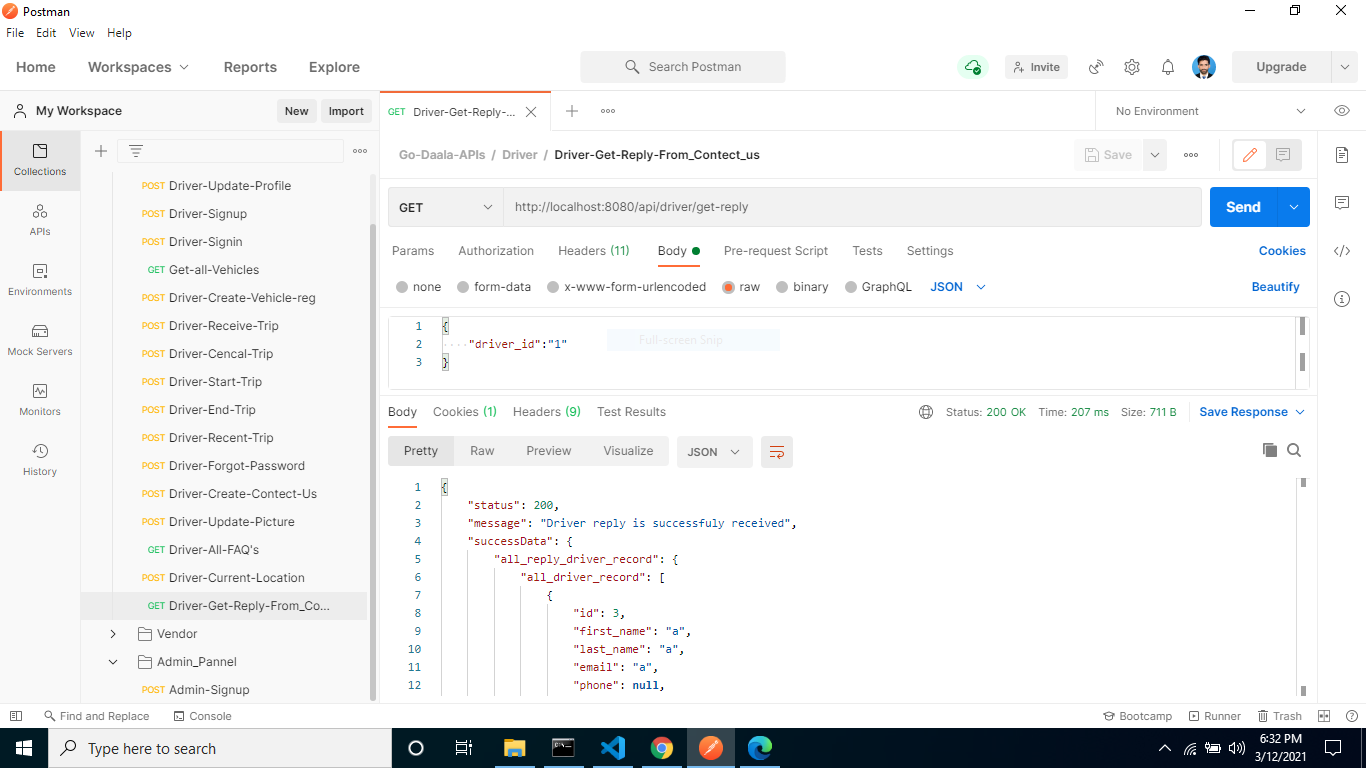 Postman
File Edit View Help
Home Workspaces Reports Explore Search Postman Invite Upgrade
My Workspace New Import GET Driver-Get-Reply-... No Environment
Collections
APIs
Environments
Mock Servers
Monitors
History
POST Driver-Update-Profile
POST Driver-Signup
POST Driver-Signin
GET Get-all-Vehicles
POST Driver-Create-Vehicle-reg
POST Driver-Receive-Trip
POST Driver-Cencal-Trip
POST Driver-Start-Trip
POST Driver-End-Trip
POST Driver-Recent-Trip
POST Driver-Forgot-Password
POST Driver-Create-Contect-Us
POST Driver-Update-Picture
GET Driver-All-FAQ's
POST Driver-Current-Location
GET Driver-Get-Reply-From_Co...
Vendor
Admin_Pannel
POST Admin-Signup
Go-Daala-APIs / Driver / Driver-Get-Reply-From_Contect_us Save
GET http://localhost:8080/api/driver/get-reply Send
Params Authorization Headers (11) Body Pre-request Script Tests Settings Cookies
none form-data x-www-form-urlencoded raw binary GraphQL JSON Beautify
1 {
2 "driver_id":"1"
3 }
Full-screen Snip
Body Cookies (1) Headers (9) Test Results Status: 200 OK Time: 207 ms Size: 711 B Save Response
Pretty Raw Preview Visualize JSON
1 {
2 "status": 200,
3 "message": "Driver reply is successfuly received",
4 "successData": {
5 "all_reply_driver_record": {
6 "all_driver_record": [
7 {
8 "id": 3,
9 "first_name": "a",
10 "last_name": "a",
11 "email": "a",
12 "phone": null,
Find and Replace Console Bootcamp Runner Trash
Type here to search
6:32 PM
3/12/2021